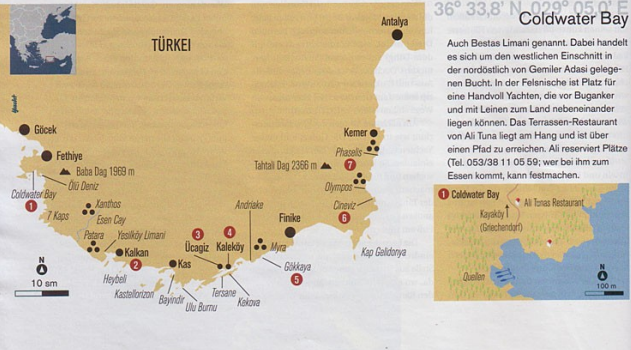 36° 33,8' N 029° 05,0' E
Coldwater Bay
Auch Bestas Limani genannt. Dabei handelt
es sich um den westlichen Einschnitt in
der nordöstlich von Gemiler Adasi gelege-
nen Bucht. In der Felsnische ist Platz für
eine Handvoll Yachten, die vor Buganker
und mit Leinen zum Land nebeneinander
liegen können. Das Terrassen-Restaurant
von Ali Tuna liegt am Hang und ist über
einen Pfad zu erreichen. Ali reserviert Plätze
(Tel. 053/38 11 05 59; wer bei ihm zum
Essen kommt, kann festmachen.
TÜRKEI
Antalya
Göcek
Fethiye
Baba Dag 1969 m
Ölü Deniz
Coldwater Bay
1
7 Kaps
Xanthos
Esen Cay
Patara
Yesilköy Limani
Kalkan
2
Heybeli
Kastellorizon
Kas
Bayindir
Ulu Burnu
3
Ücagiz
4
Kaleköy
Tersane
Kekova
Andriake
Myra
Finike
Gökkaya
5
Kemer
Phaselis
7
Tahtali Dag 2366 m
Olympos
Cineviz
6
Kap Gelidonya
N
10 sm
1 Coldwater Bay
Ali Tonas Restaurant
Kayaköy
(Griechendorf)
Quellen
N
100 m